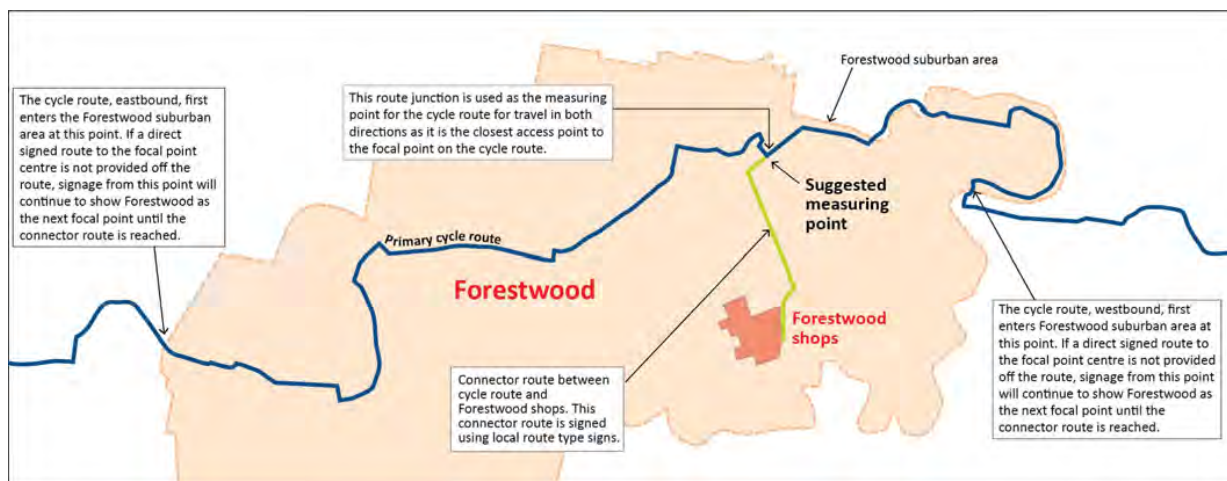 Forestwood suburban area
The cycle route, eastbound, first
enters the Forestwood suburban
area at this point. If a direct
signed route to the focal point
centre is not provided off the
route, signage from this point will
continue to show Forestwood as
the next focal point until the
connector route is reached.
This route junction is used as the measuring
point for the cycle route for travel in both
directions as it is the closest access point to
the focal point on the cycle route.
Suggested
measuring
point
Primary cycle route
Forestwood
Forestwood
shops
Connector route between
cycle route and
Forestwood shops. This
connector route is signed
using local route type signs.
The cycle route, westbound, first
enters Forestwood suburban area at
this point. If a direct signed route to
the focal point centre is not provided
off the route, signage from this point
will continue to show Forestwood as
the next focal point until the
connector route is reached.